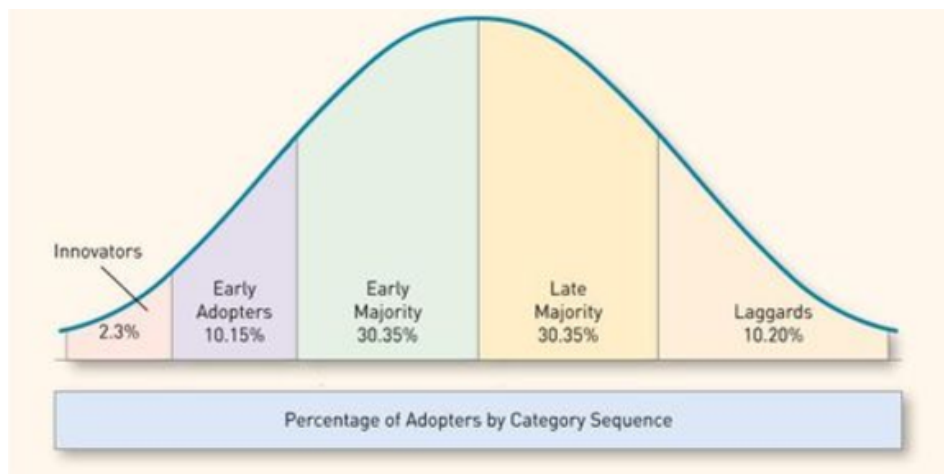 Innovators
2.3%
Early
Adopters
10.15%
Early
Majority
30.35%
Late
Majority
30.35%
Laggards
10.20%
Percentage of Adopters by Category Sequence